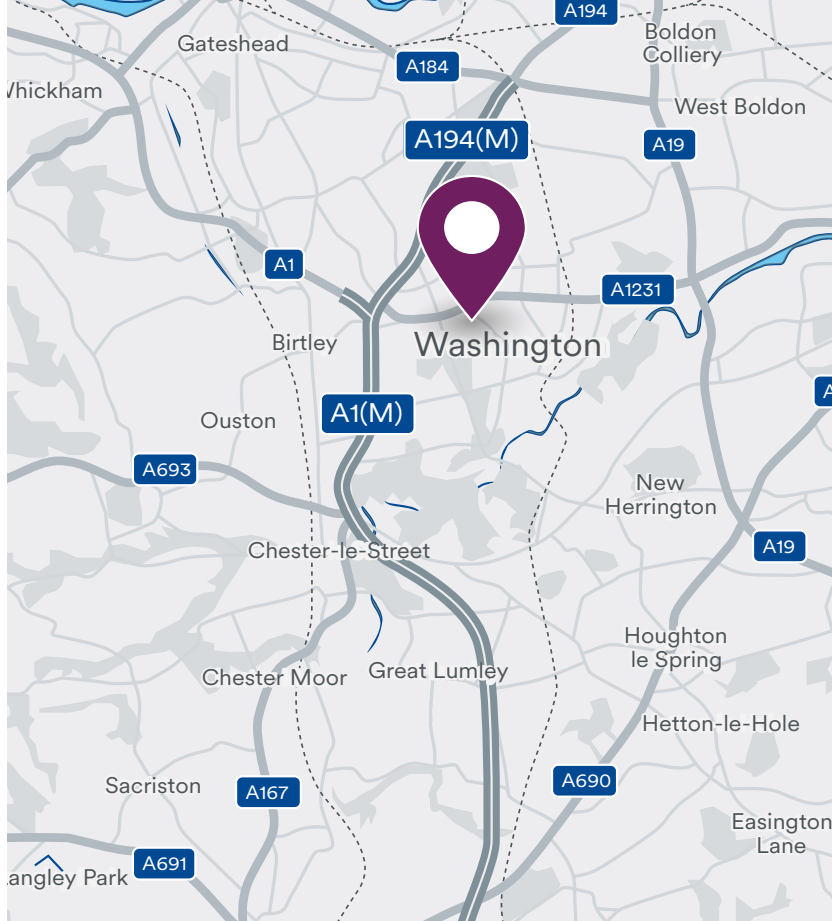 A194
Gateshead
Boldon
Colliery
A184
Whickham
West Boldon
A194(M)
A19
A1
A1231
Birtley
Washington
A1(M)
Ouston
A693
New
Herrington
Chester-le-Street
A19
Houghton
le Spring
Chester Moor
Great Lumley
Hetton-le-Hole
Sacriston
A167
A690
Easington
Lane
A691
Langley Park